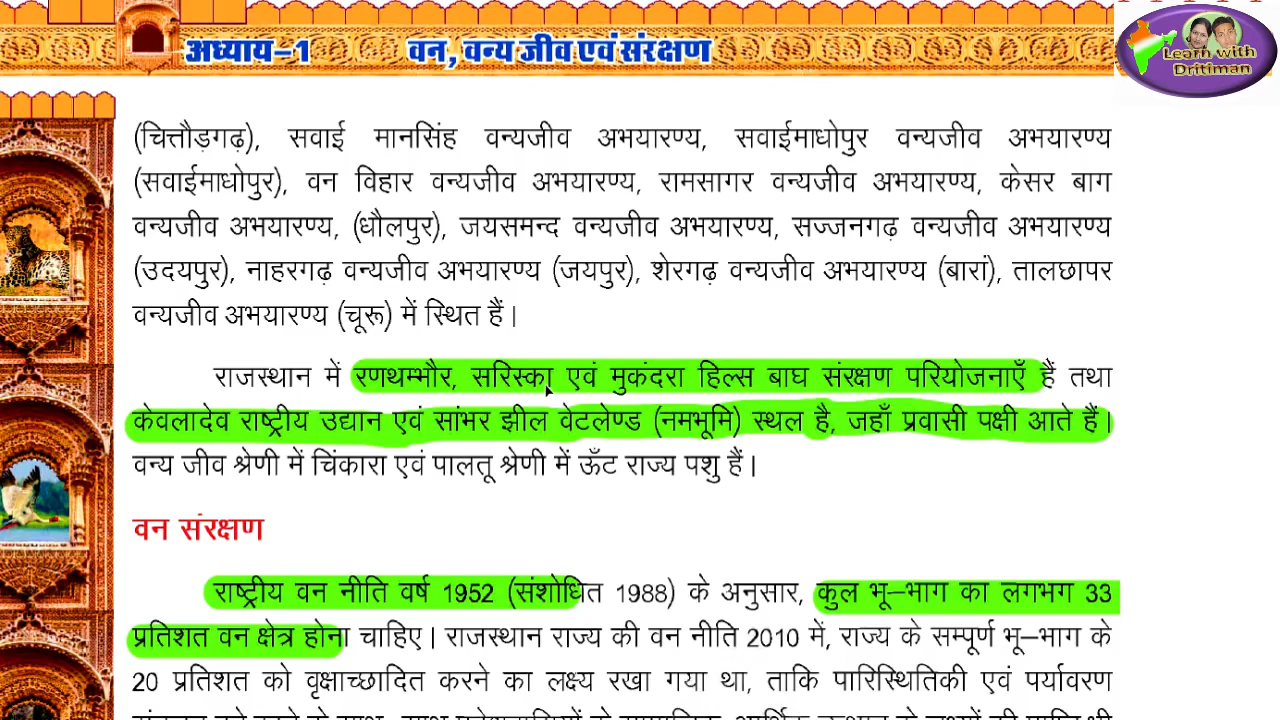 अध्याय-1 वन, वन्य जीव एवं संरक्षण
Learn with
Dritiman
(चित्तौड़गढ़), सवाई मानसिंह वन्यजीव अभयारण्य, सवाईमाधोपुर वन्यजीव अभयारण्य
(सवाईमाधोपुर), वन विहार वन्यजीव अभयारण्य, रामसागर वन्यजीव अभयारण्य, केसर बाग
वन्यजीव अभयारण्य, (धौलपुर), जयसमन्द वन्यजीव अभयारण्य, सज्जनगढ़ वन्यजीव अभयारण्य
(उदयपुर), नाहरगढ़ वन्यजीव अभयारण्य (जयपुर), शेरगढ़ वन्यजीव अभयारण्य (बारां), तालछापर
वन्यजीव अभयारण्य (चूरू) में स्थित हैं।
राजस्थान में रणथम्भौर, सरिस्का एवं मुकंदरा हिल्स बाघ संरक्षण परियोजनाएँ हैं तथा
केवलादेव राष्ट्रीय उद्यान एवं सांभर झील वेटलेण्ड (नमभूमि) स्थल है, जहाँ प्रवासी पक्षी आते हैं।
वन्य जीव श्रेणी में चिंकारा एवं पालतू श्रेणी में ऊँट राज्य पशु हैं।
वन संरक्षण
राष्ट्रीय वन नीति वर्ष 1952 (संशोधित 1988) के अनुसार, कुल भू-भाग का लगभग 33
प्रतिशत वन क्षेत्र होना चाहिए। राजस्थान राज्य की वन नीति 2010 में, राज्य के सम्पूर्ण भू-भाग के
20 प्रतिशत को वृक्षाच्छादित करने का लक्ष्य रखा गया था, ताकि पारिस्थितिकी एवं पर्यावरण